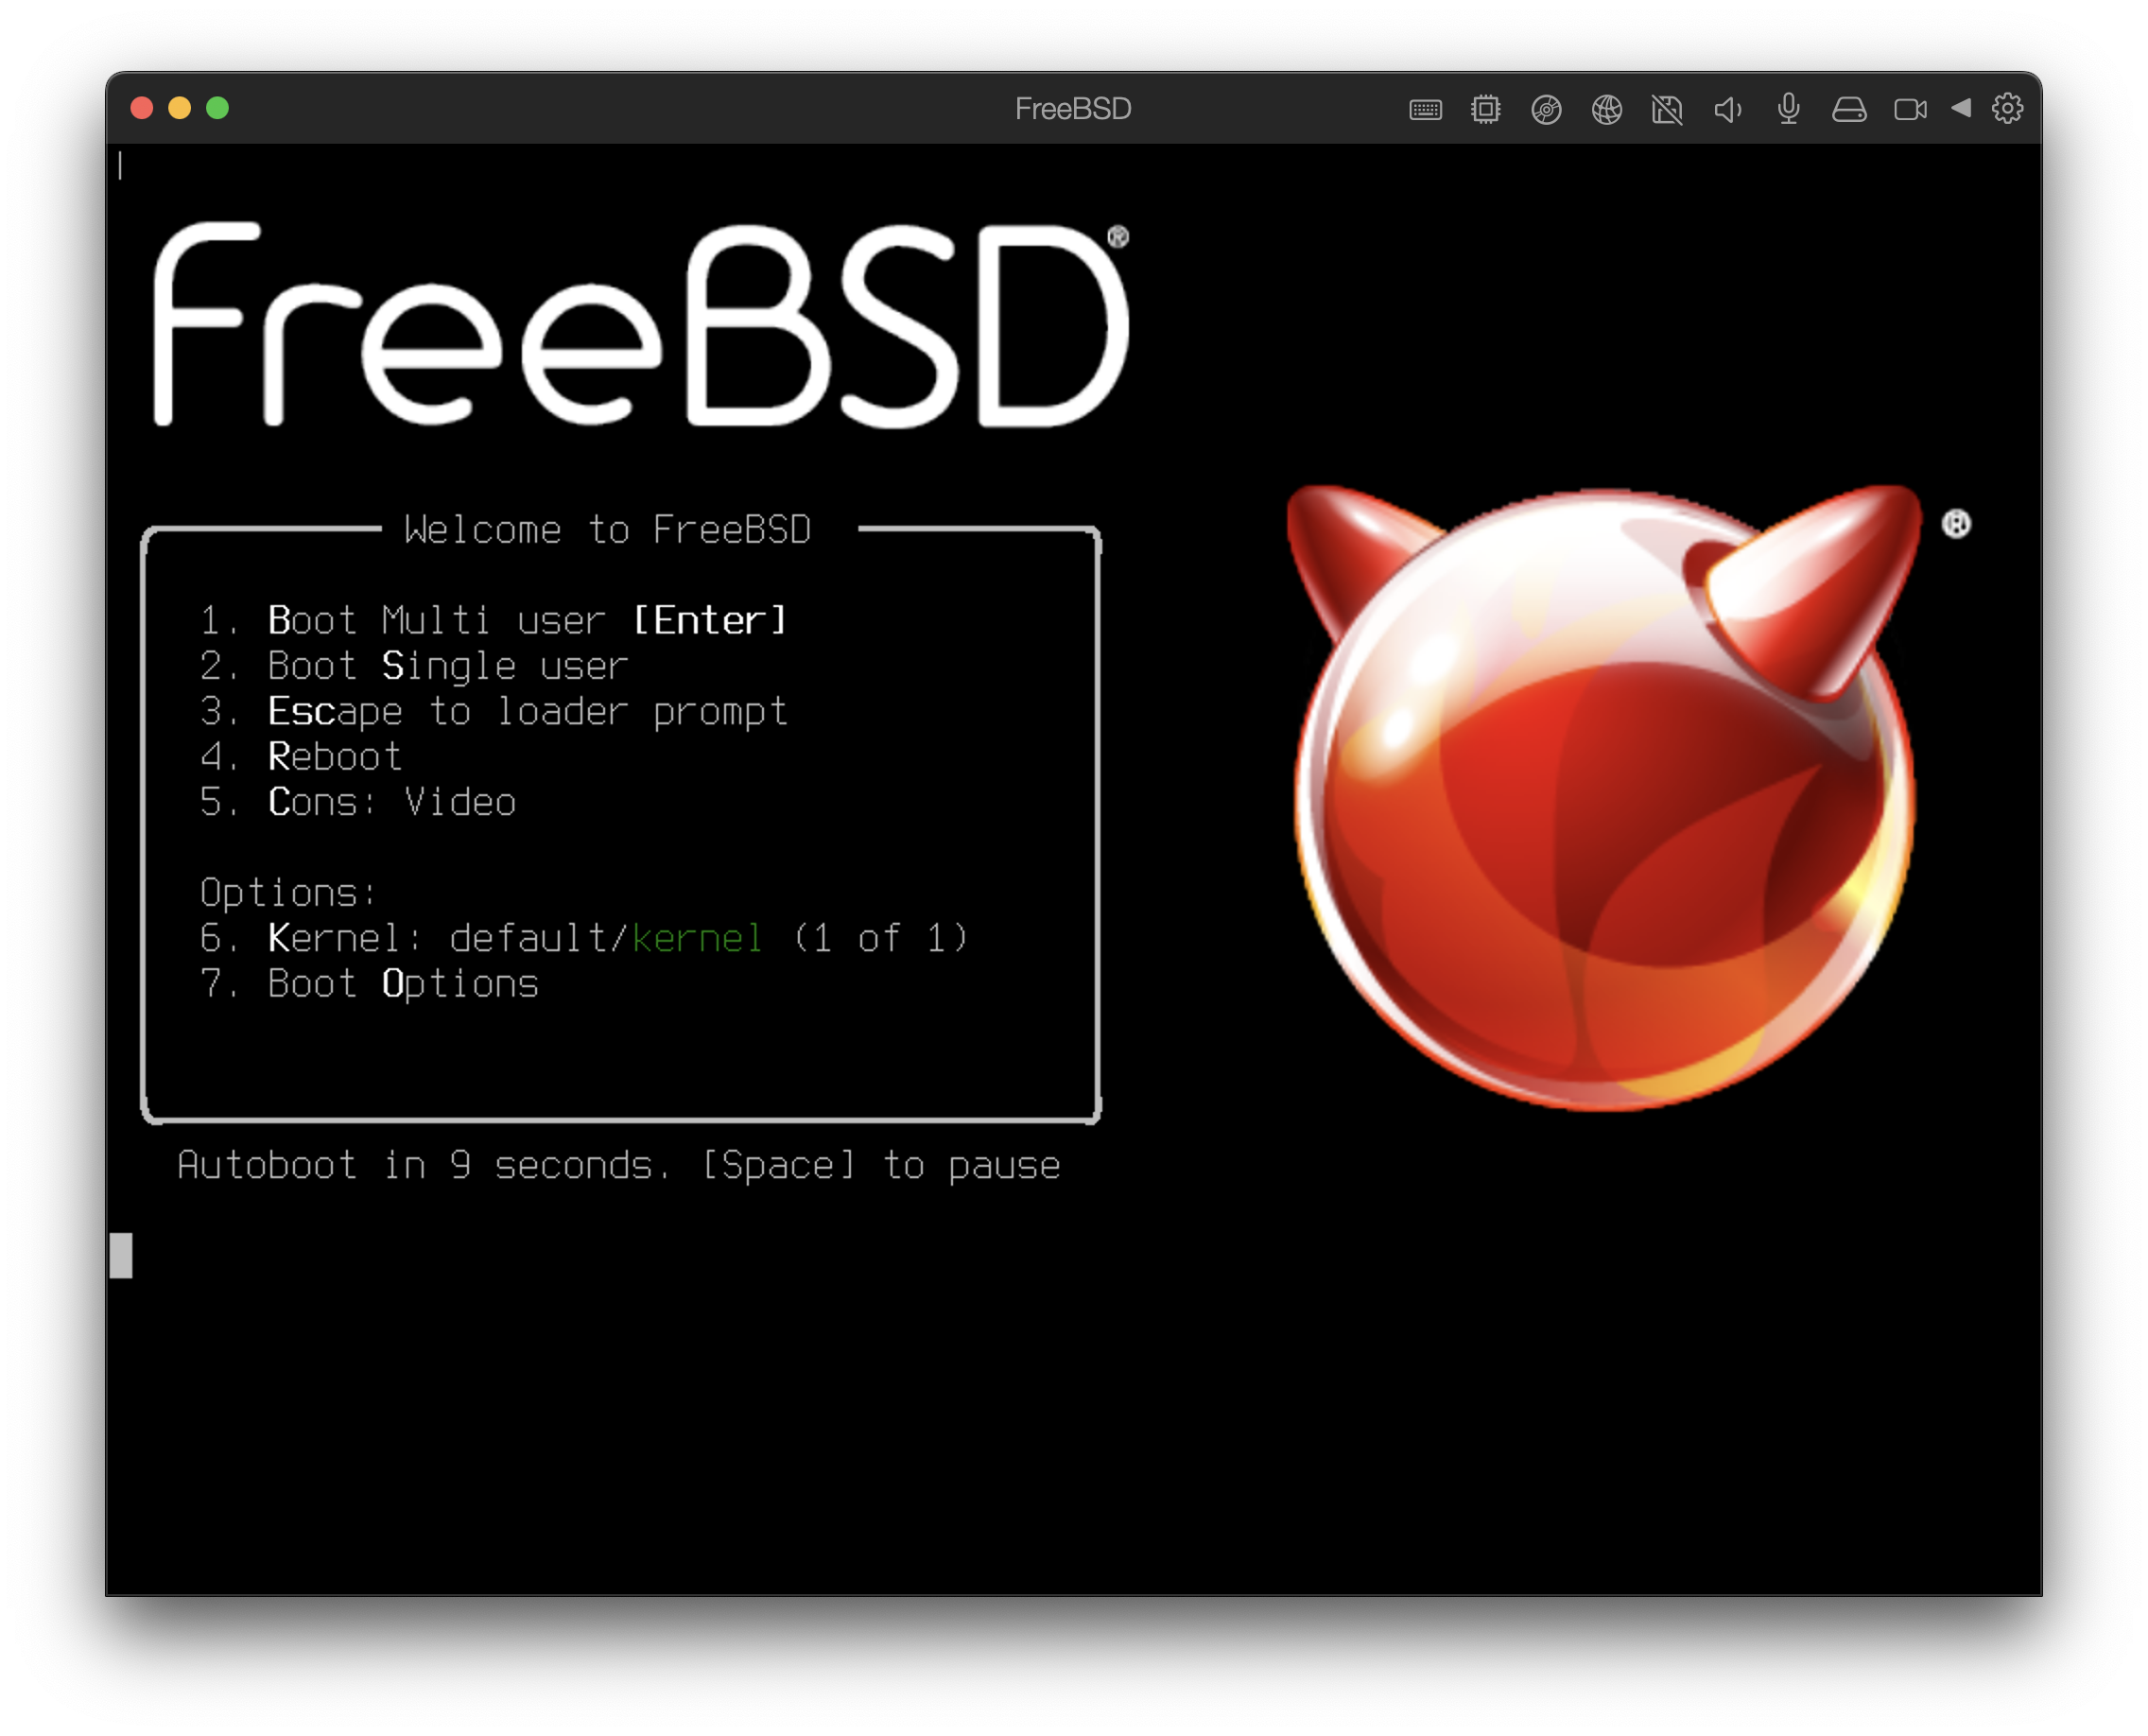 FreeBSD
FreeBSD®
Welcome to FreeBSD
1. Boot Multi user [Enter]
2. Boot Single user
3. Escape to loader prompt
4. Reboot
5. Cons: Video
Options:
6. Kernel: default/kernel (1 of 1)
7. Boot Options
Autoboot in 9 seconds. [Space] to pause
®